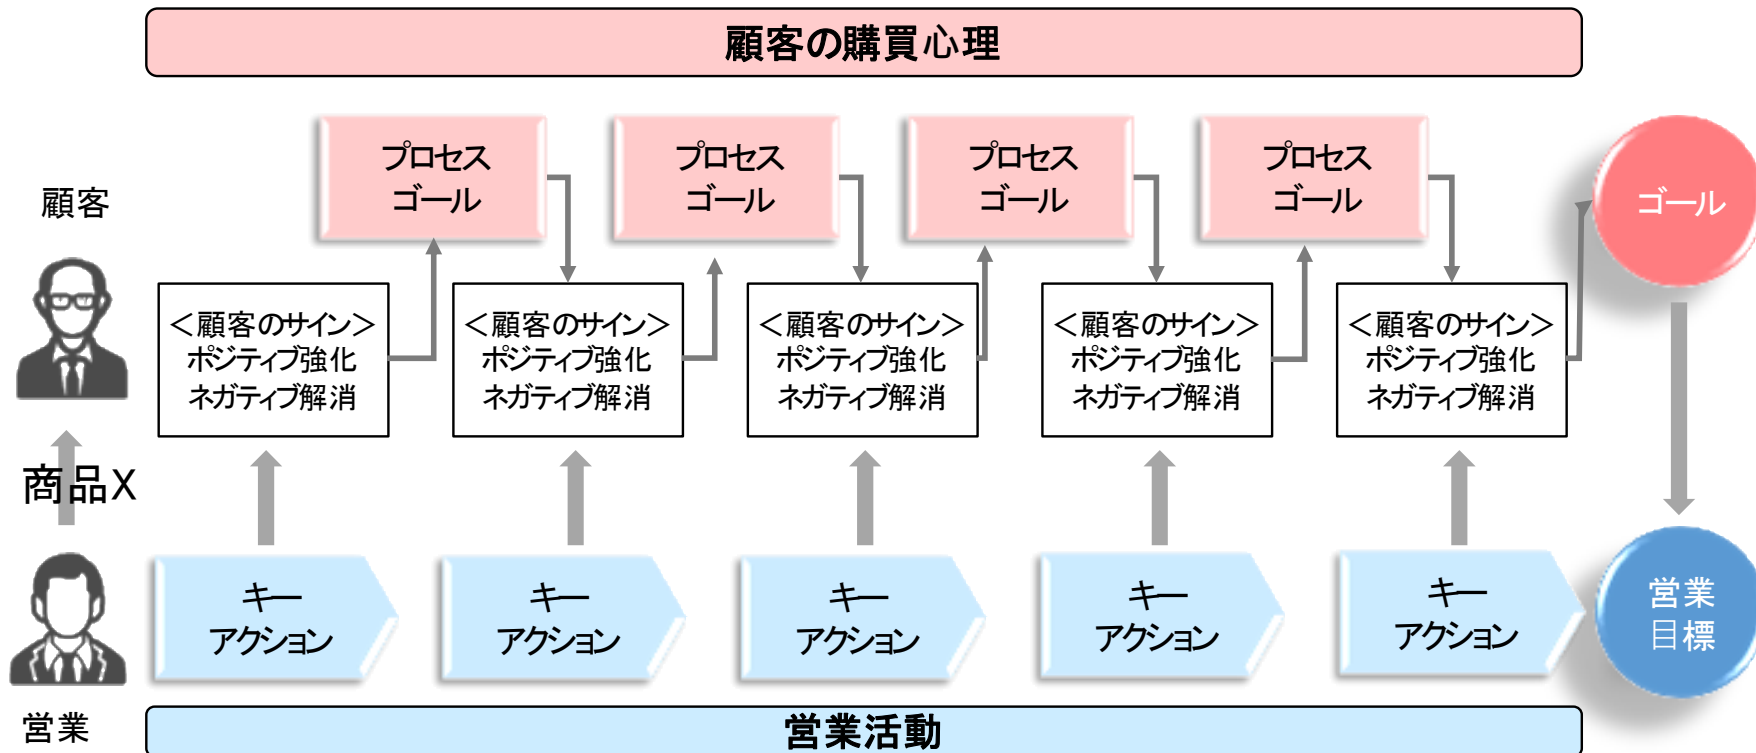 顧客の購買心理
プロセス
ゴール
プロセス
ゴール
プロセス
ゴール
プロセス
ゴール
ゴール
顧客
＜顧客のサイン＞
ポジティブ強化
ネガティブ解消
＜顧客のサイン＞
ポジティブ強化
ネガティブ解消
＜顧客のサイン＞
ポジティブ強化
ネガティブ解消
＜顧客のサイン＞
ポジティブ強化
ネガティブ解消
＜顧客のサイン＞
ポジティブ強化
ネガティブ解消
商品X
キー
アクション
キー
アクション
キー
アクション
キー
アクション
キー
アクション
営業
目標
営業
営業活動